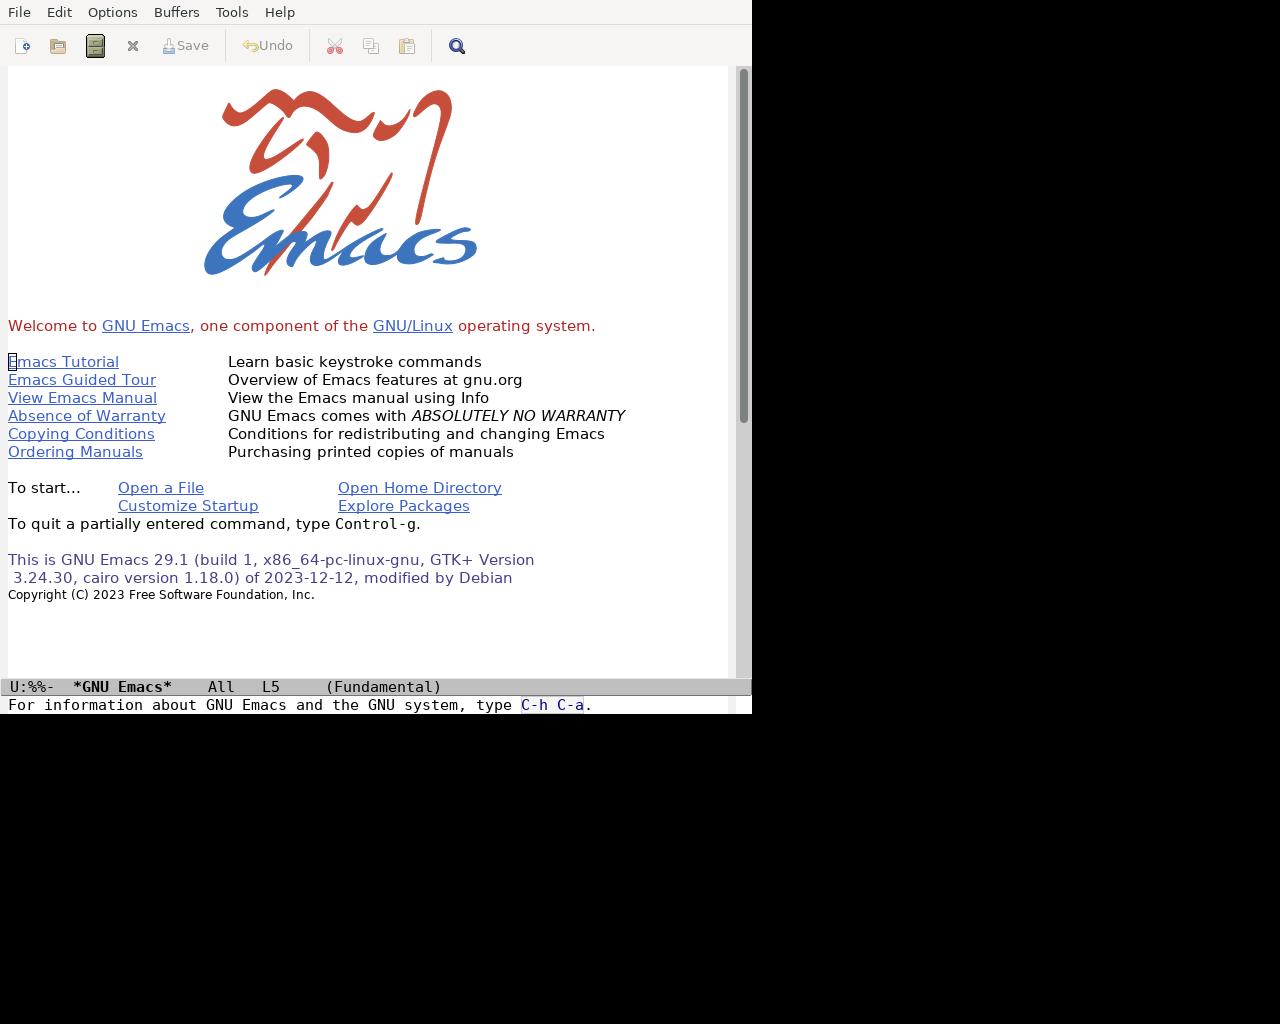 File Edit Options Buffers Tools Help
Save Undo
Emacs
Welcome to GNU Emacs, one component of the GNU/Linux operating system.
Emacs Tutorial Learn basic keystroke commands
Emacs Guided Tour Overview of Emacs features at gnu.org
View Emacs Manual View the Emacs manual using Info
Absence of Warranty GNU Emacs comes with ABSOLUTELY NO WARRANTY
Copying Conditions Conditions for redistributing and changing Emacs
Ordering Manuals Purchasing printed copies of manuals
To start... Open a File Open Home Directory
Customize Startup Explore Packages
To quit a partially entered command, type Control-g.
This is GNU Emacs 29.1 (build 1, x86_64-pc-linux-gnu, GTK+ Version
3.24.30, cairo version 1.18.0) of 2023-12-12, modified by Debian
Copyright (C) 2023 Free Software Foundation, Inc.
U:%%- *GNU Emacs* All L5 (Fundamental)
For information about GNU Emacs and the GNU system, type C-h C-a.